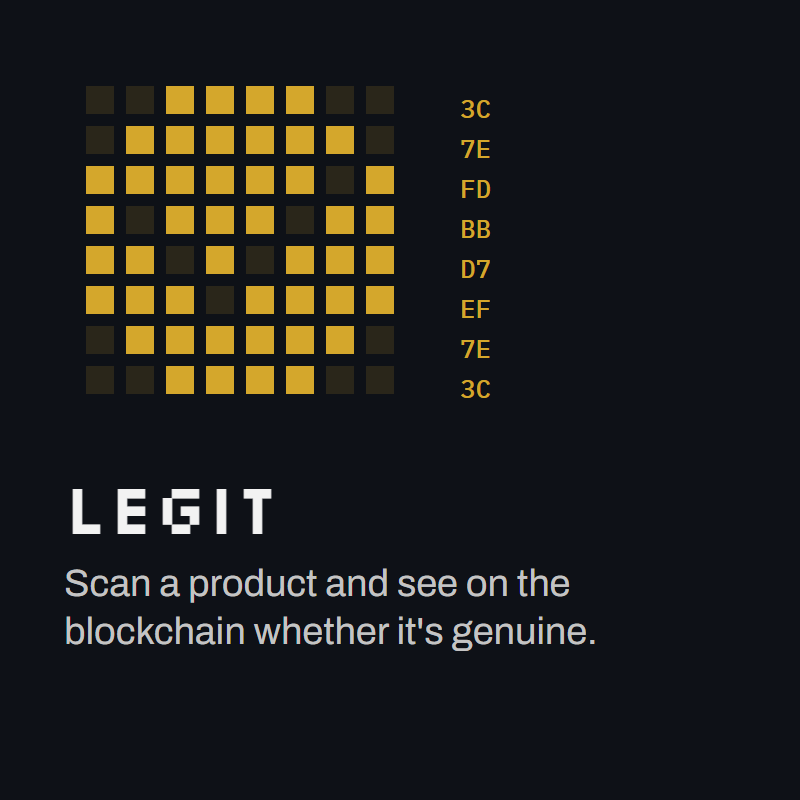 3C
7E
FD
BB
D7
EF
7E
3C
LEGIT
Scan a product and see on the
blockchain whether it's genuine.